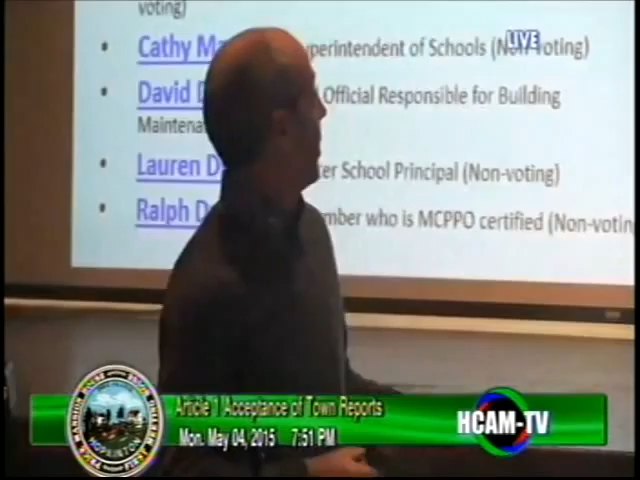 voting)
LIVE
• Cathy Ma perintendent of Schools (Non-voting)
• David D Official Responsible for Building
Maintena
• Lauren D ter School Principal (Non-voting)
• Ralph D mber who is MCPPO certified (Non-votin
Article 1 Acceptance of Town Reports
Mon. May 04, 2015 7:51 PM
HCAM-TV
HOPKINTON